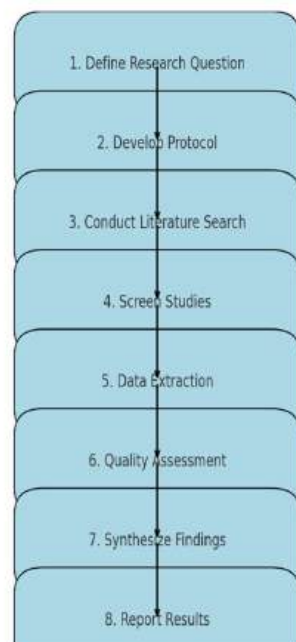 1. Define Research Question
2. Develop Protocol
3. Conduct Literature Search
4. Screen Studies
5. Data Extraction
6. Quality Assessment
7. Synthesize Findings
8. Report Results